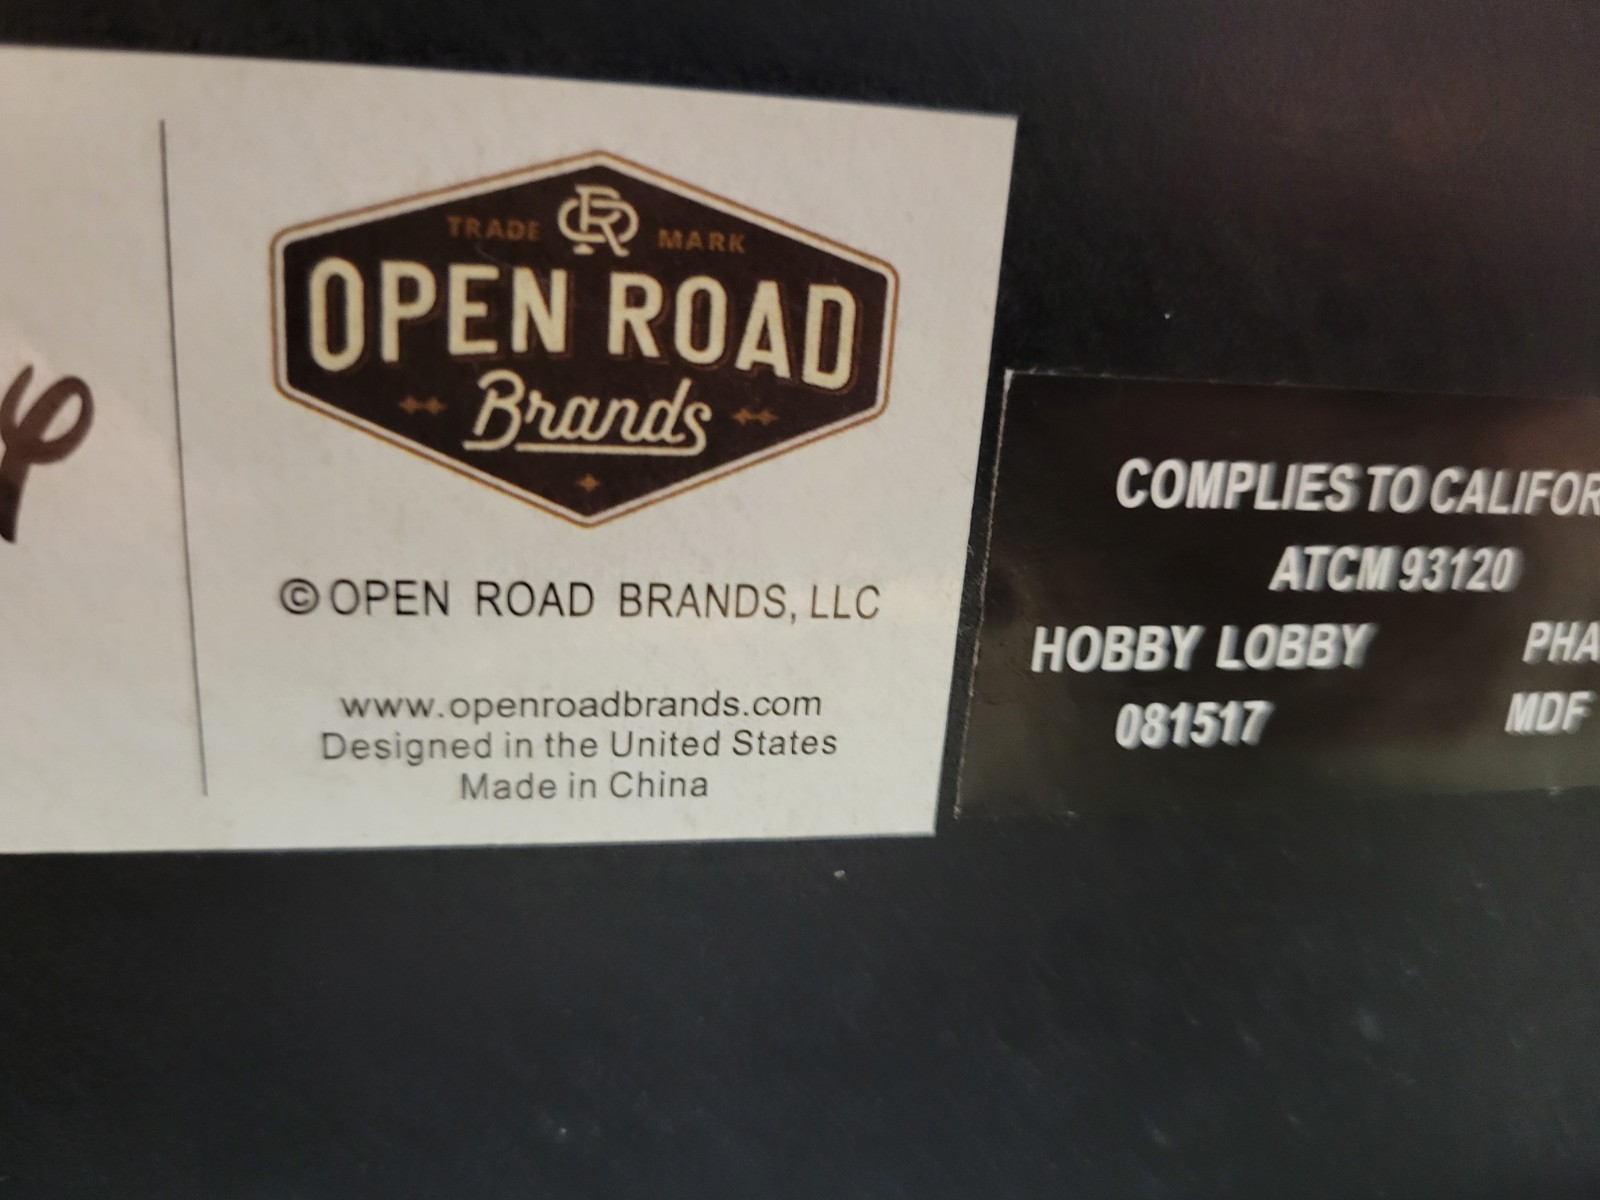 TRADE MARK
OPEN ROAD
Brands
© OPEN ROAD BRANDS, LLC
www.openroadbrands.com
Designed in the United States
Made in China
COMPLIES TO CALIFOR
ATCM 93120
HOBBY LOBBY PHA
081517 MDF